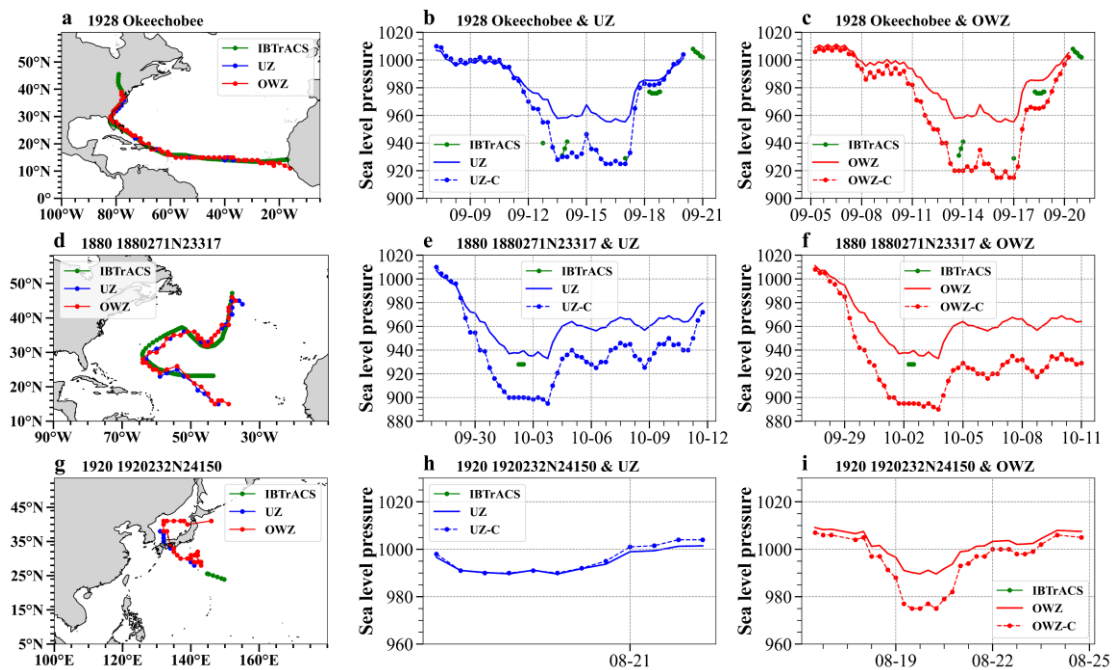 a 1928 Okeechobee
50°N
40°N
30°N
20°N
10°N
0°
100°W 80°W 60°W 40°W 20°W
IBTrACS
UZ
OWZ
b 1928 Okeechobee & UZ
Sea level pressure
1020
1000
980
960
940
920
900
09-09 09-12 09-15 09-18 09-21
IBTrACS
UZ
UZ-C
c 1928 Okeechobee & OWZ
Sea level pressure
1020
1000
980
960
940
920
900
09-05 09-08 09-11 09-14 09-17 09-20
IBTrACS
OWZ
OWZ-C
d 1880 1880271N23317
50°N
40°N
30°N
20°N
10°N
90°W 70°W 50°W 30°W
IBTrACS
UZ
OWZ
e 1880 1880271N23317 & UZ
Sea level pressure
1020
1000
980
960
940
920
900
880
09-30 10-03 10-06 10-09 10-12
IBTrACS
UZ
UZ-C
f 1880 1880271N23317 & OWZ
Sea level pressure
1020
1000
980
960
940
920
900
880
09-29 10-02 10-05 10-08 10-11
IBTrACS
OWZ
OWZ-C
g 1920 1920232N24150
45°N
35°N
25°N
15°N
5°N
100°E 120°E 140°E 160°E
IBTrACS
UZ
OWZ
h 1920 1920232N24150 & UZ
Sea level pressure
1020
1000
980
960
08-21
IBTrACS
UZ
UZ-C
i 1920 1920232N24150 & OWZ
Sea level pressure
1020
1000
980
960
08-19 08-22 08-25
IBTrACS
OWZ
OWZ-C